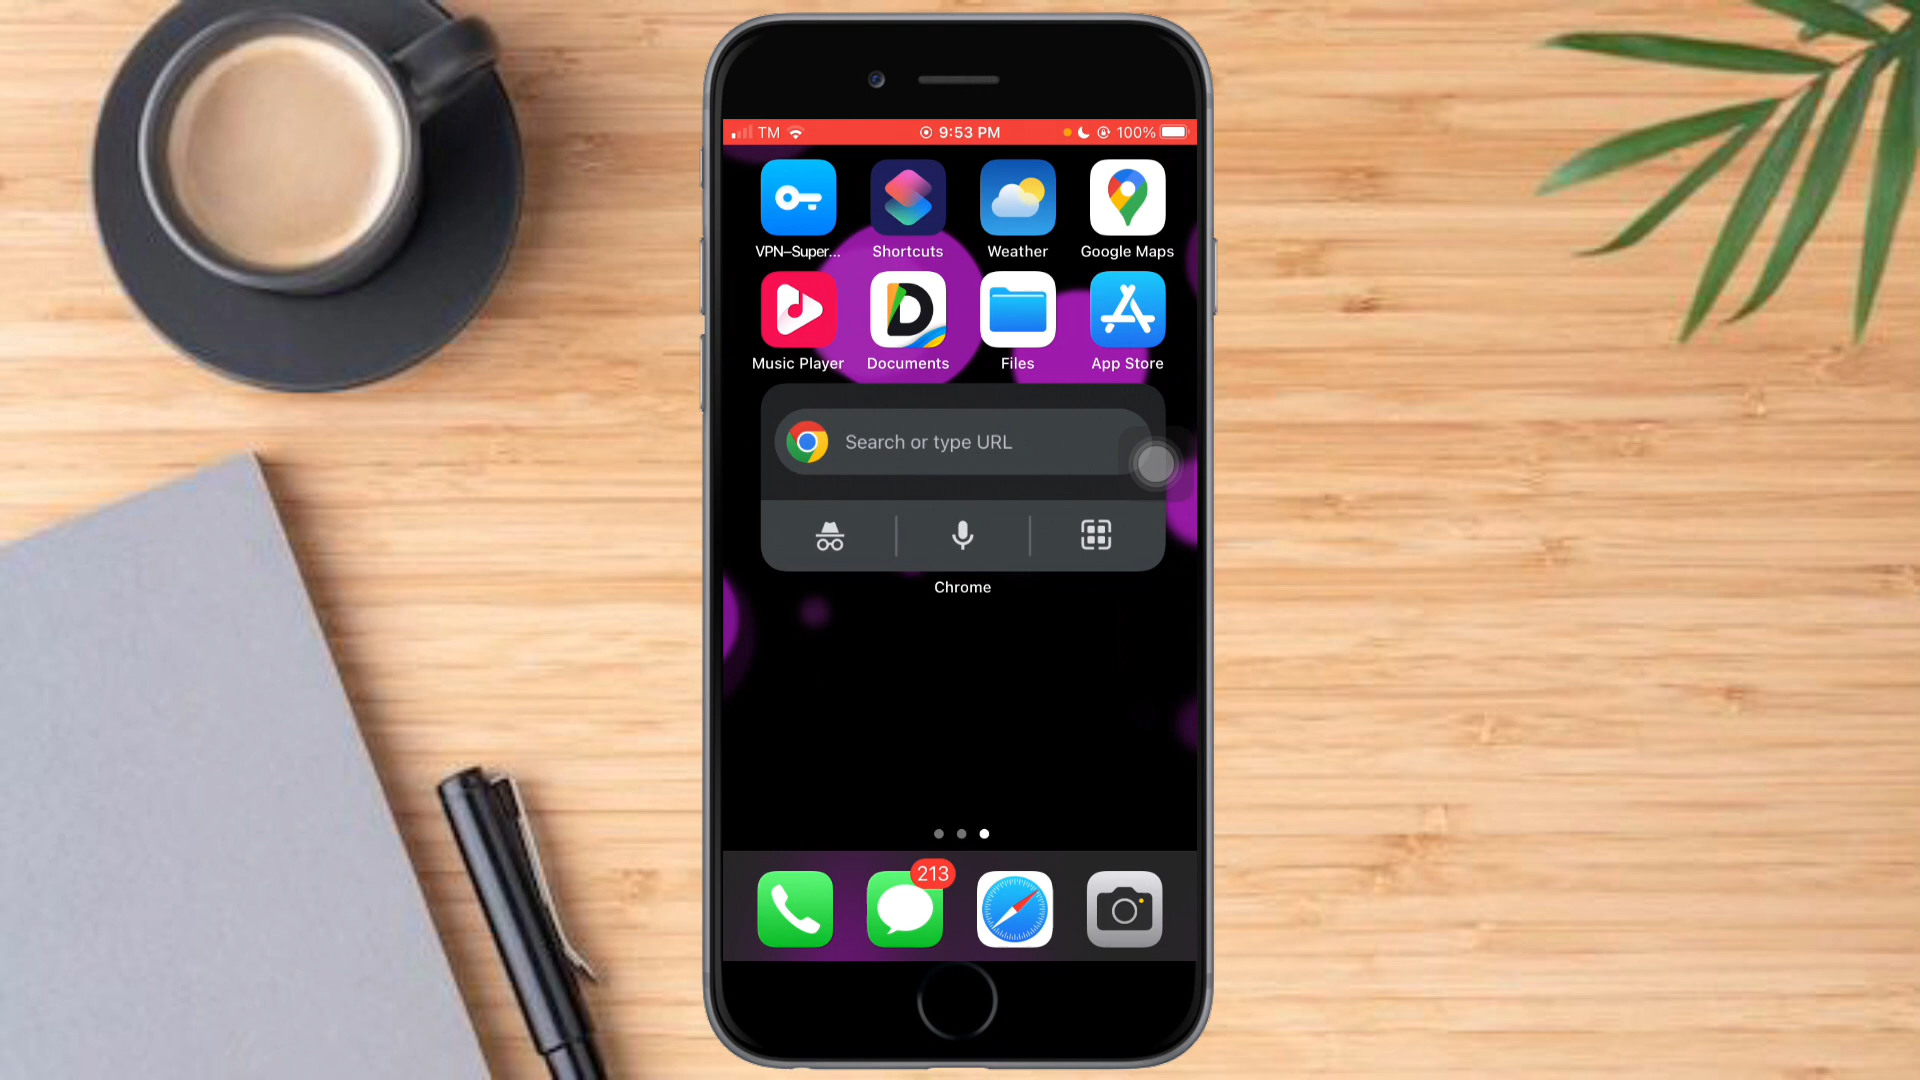 TM 9:53 PM 100%
VPN–Super... Shortcuts Weather Google Maps
Music Player Documents Files App Store
Search or type URL
Chrome
213